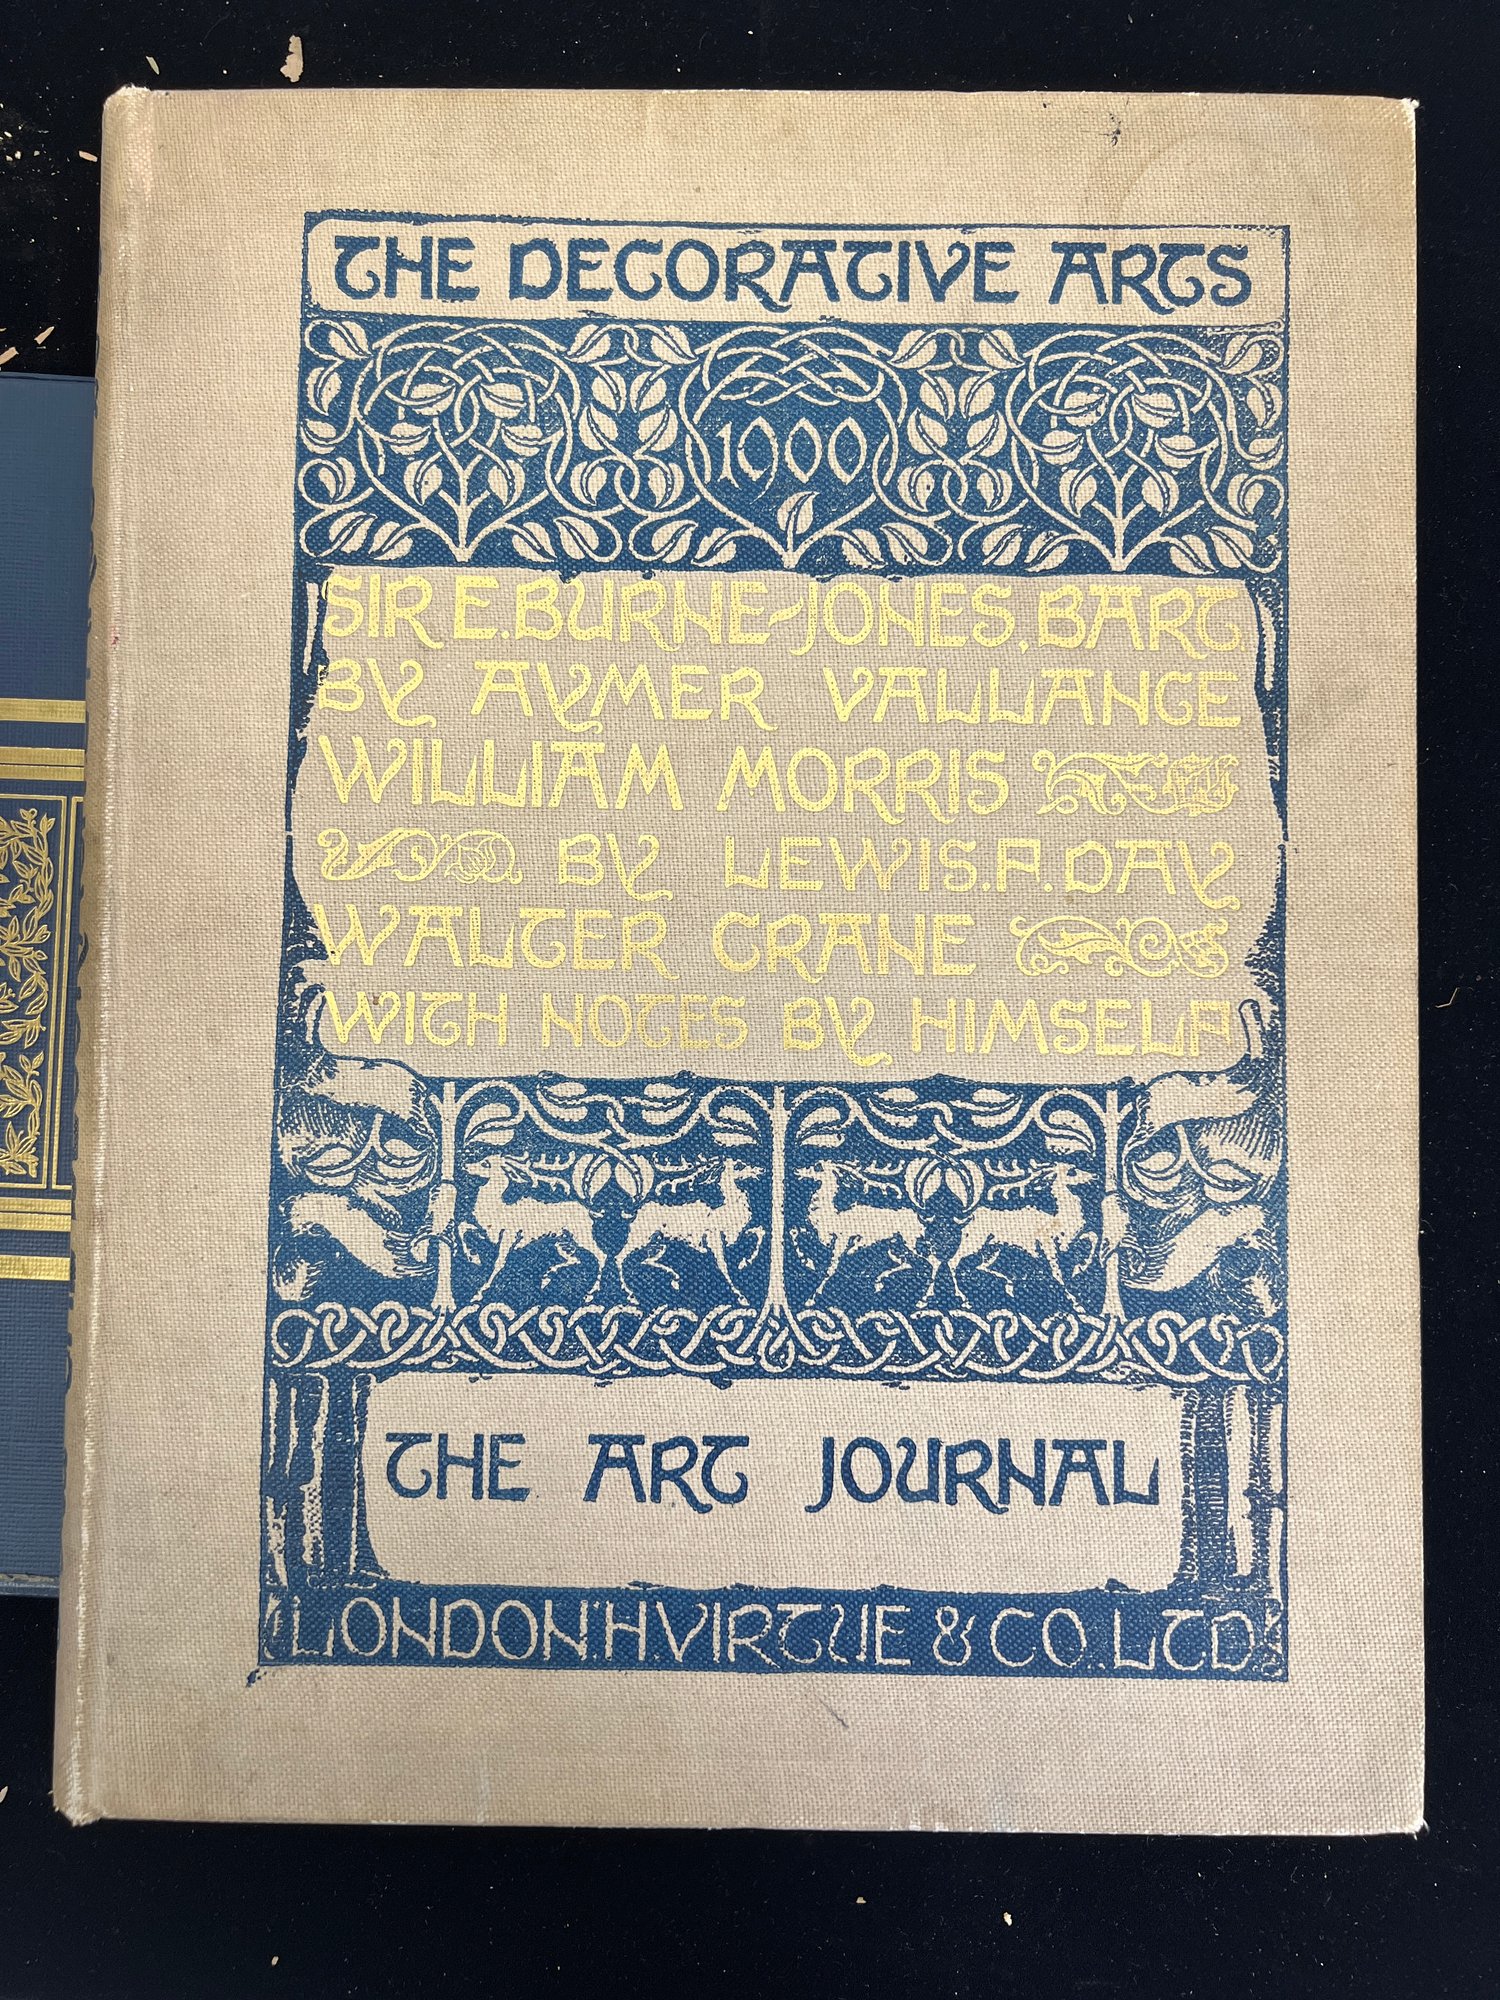 THE DECORATIVE ARTS
1900
SIR E. BURNE-JONES, BART
BY AYMER VALLANCE
WILLIAM MORRIS
BY LEWIS. F. DAY
WALTER CRANE
WITH NOTES BY HIMSELF
THE ART JOURNAL
LONDON: H. VIRTUE & CO. LTD